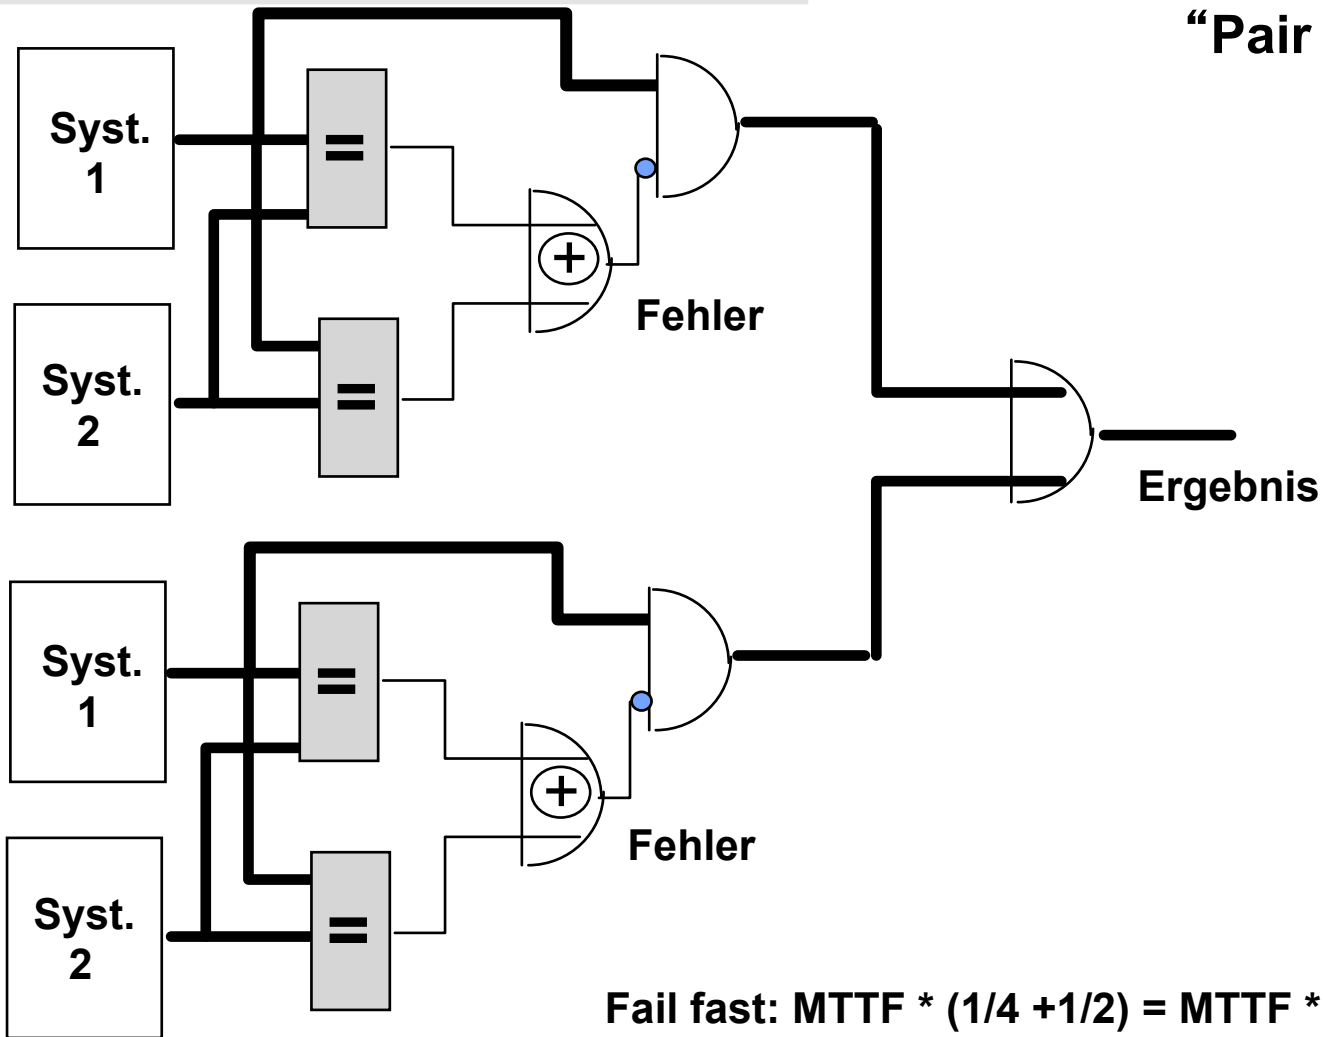 “Pair
Syst.
1
=
+
Fehler
Syst.
2
=
Ergebnis
Syst.
1
=
+
Fehler
Syst.
2
=
Fail fast: MTTF * (1/4 +1/2) = MTTF *